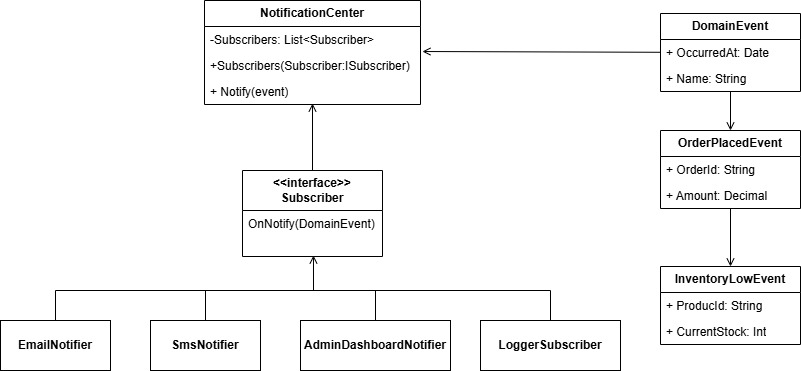 NotificationCenter
-Subscribers: List<Subscriber>
+Subscribers(Subscriber:ISubscriber)
+ Notify(event)
DomainEvent
+ OccurredAt: Date
+ Name: String
OrderPlacedEvent
+ OrderId: String
+ Amount: Decimal
<<interface>>
Subscriber
OnNotify(DomainEvent)
InventoryLowEvent
+ ProducId: String
+ CurrentStock: Int
EmailNotifier
SmsNotifier
AdminDashboardNotifier
LoggerSubscriber